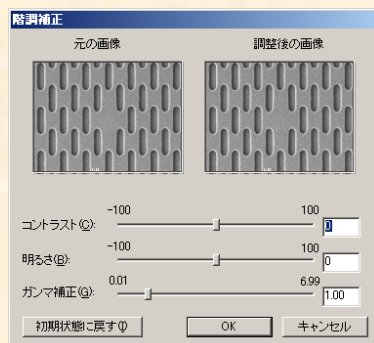 階調補正
元の画像 調整後の画像
-100 100
コントラスト(C): 0
-100 100
明るさ(B): 0
0.01 6.99
ガンマ補正(G): 1.00
初期状態に戻す(I) OK キャンセル